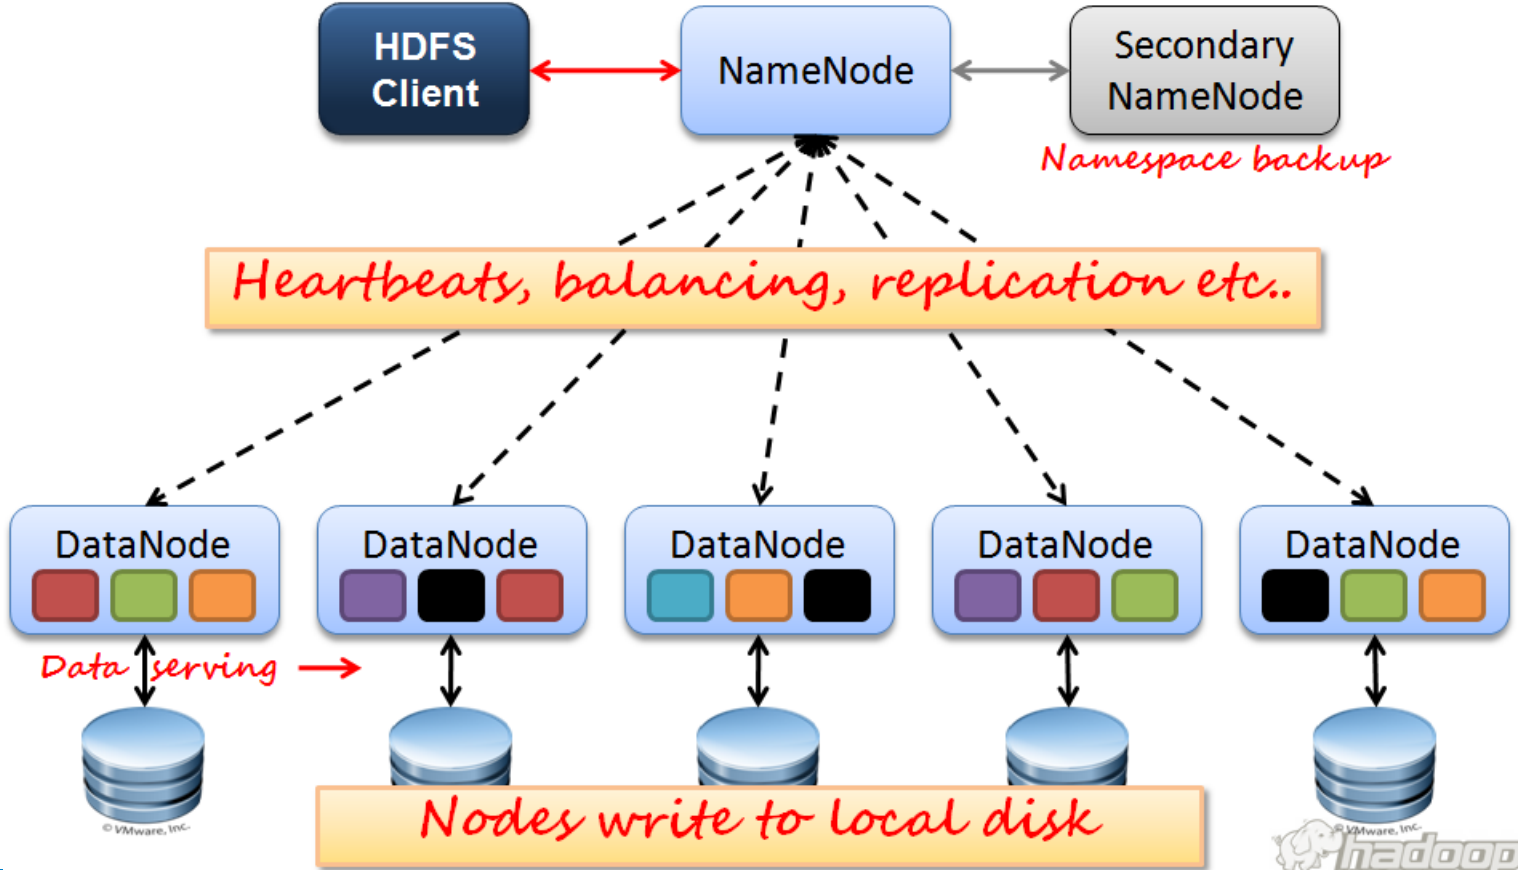 HDFS
Client
NameNode
Secondary
NameNode
Namespace backup
Heartbeats, balancing, replication etc..
DataNode
DataNode
DataNode
DataNode
DataNode
Data serving
Nodes write to local disk
© VMware, Inc.
© VMware, Inc.
hadoop